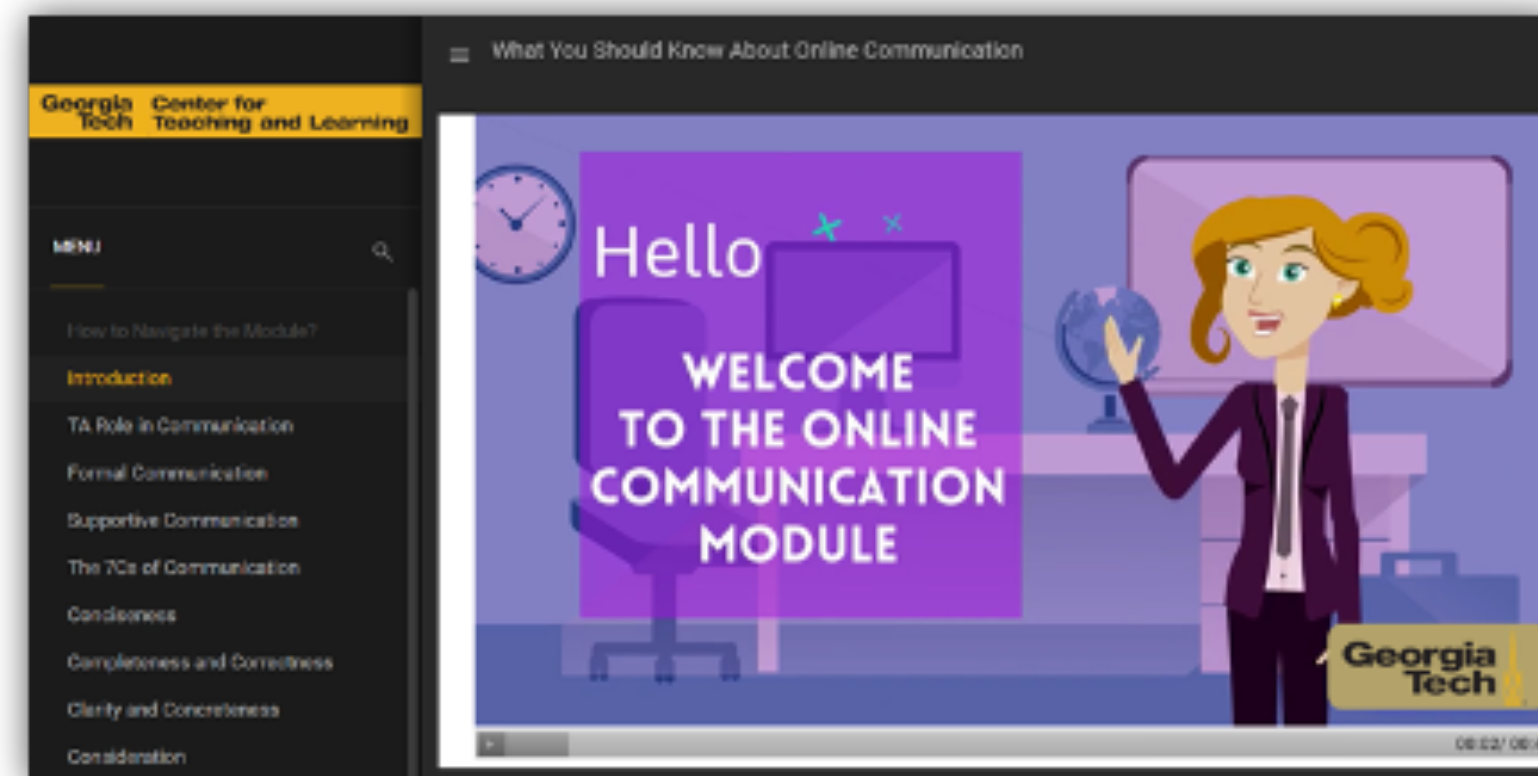 What You Should Know About Online Communication
Georgia Tech
Center for Teaching and Learning
MENU
How to Navigate the Module?
Introduction
TA Role in Communication
Formal Communication
Supportive Communication
The 7Cs of Communication
Conciseness
Completeness and Correctness
Clarity and Concreteness
Consideration
Hello
WELCOME
TO THE ONLINE
COMMUNICATION
MODULE
Georgia
Tech
00:02/